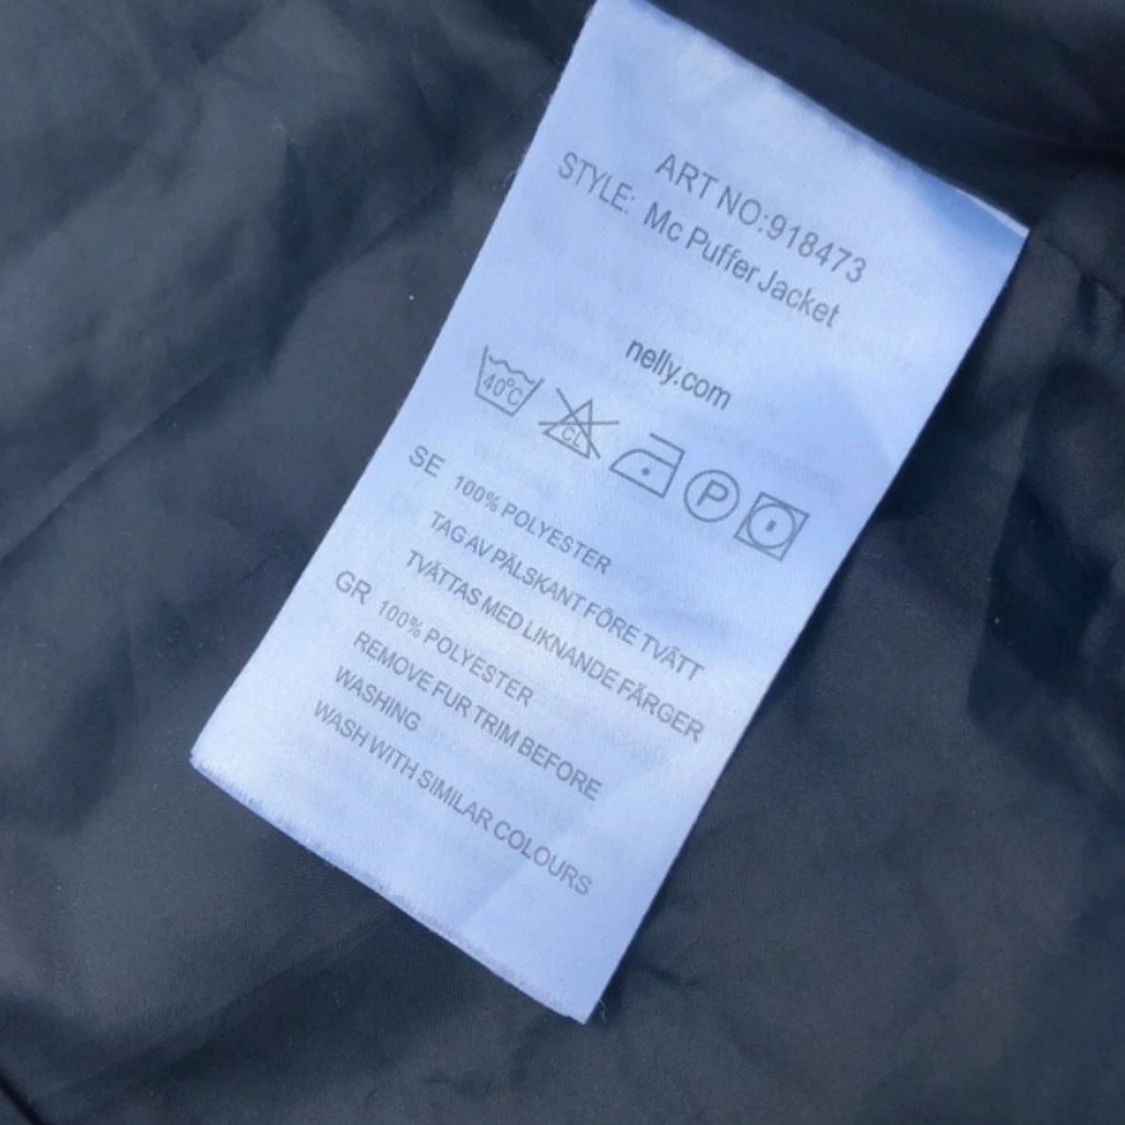 ART NO:918473
STYLE: Mc Puffer Jacket
nelly.com
40°C CL P
SE 100% POLYESTER
TAG AV PÄLSKANT FÖRE TVÄTT
TVÄTTAS MED LIKNANDE FÄRGER
GR 100% POLYESTER
REMOVE FUR TRIM BEFORE
WASHING
WASH WITH SIMILAR COLOURS